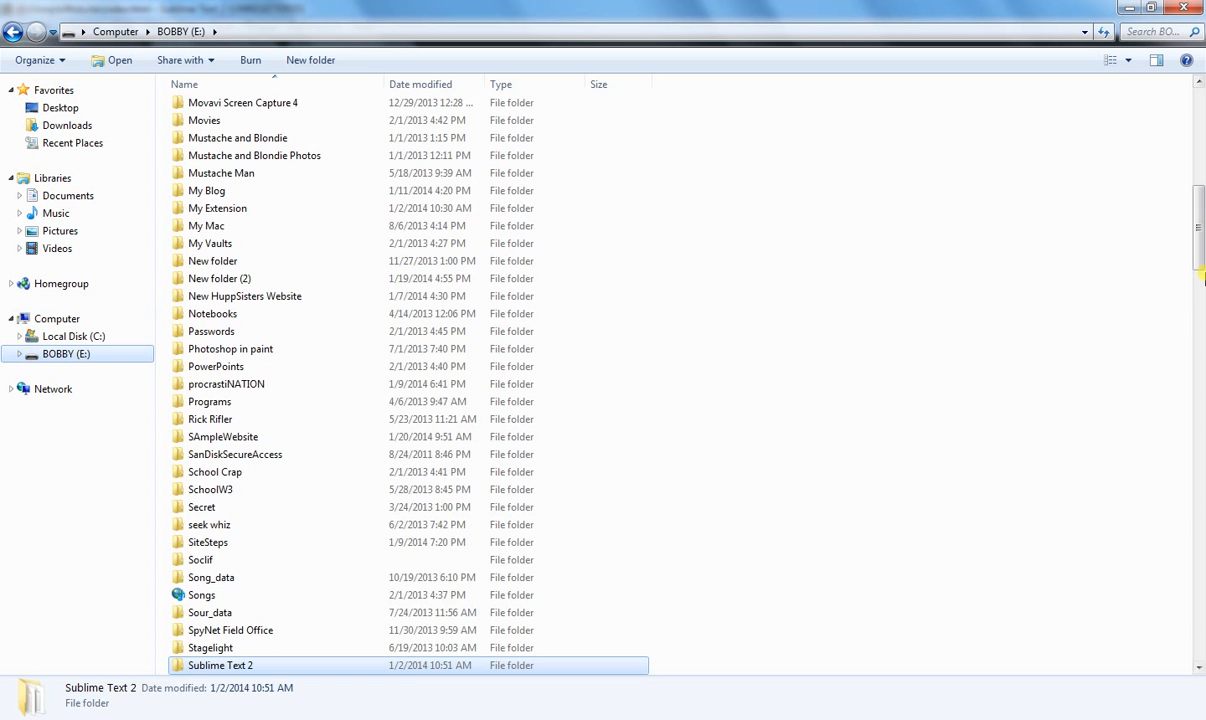 Computer BOBBY (E:)
Search BO...
Organize Open Share with Burn New folder
Name Date modified Type Size
Favorites
Desktop
Downloads
Recent Places
Libraries
Documents
Music
Pictures
Videos
Homegroup
Computer
Local Disk (C:)
BOBBY (E:)
Network
Movavi Screen Capture 4 12/29/2013 12:28 ... File folder
Movies 2/1/2013 4:42 PM File folder
Mustache and Blondie 1/1/2013 1:15 PM File folder
Mustache and Blondie Photos 1/1/2013 12:11 PM File folder
Mustache Man 5/18/2013 9:39 AM File folder
My Blog 1/11/2014 4:20 PM File folder
My Extension 1/2/2014 10:30 AM File folder
My Mac 8/6/2013 4:14 PM File folder
My Vaults 2/1/2013 4:27 PM File folder
New folder 11/27/2013 1:00 PM File folder
New folder (2) 1/19/2014 4:55 PM File folder
New HuppSisters Website 1/7/2014 4:30 PM File folder
Notebooks 4/14/2013 12:06 PM File folder
Passwords 2/1/2013 4:45 PM File folder
Photoshop in paint 7/1/2013 7:40 PM File folder
PowerPoints 2/1/2013 4:40 PM File folder
procrastiNATION 1/9/2014 6:41 PM File folder
Programs 4/6/2013 9:47 AM File folder
Rick Rifler 5/23/2013 11:21 AM File folder
SAmpleWebsite 1/20/2014 9:51 AM File folder
SanDiskSecureAccess 8/24/2011 8:46 PM File folder
School Crap 2/1/2013 4:41 PM File folder
SchoolW3 5/28/2013 8:45 PM File folder
Secret 3/24/2013 1:00 PM File folder
seek whiz 6/2/2013 7:42 PM File folder
SiteSteps 1/9/2014 7:20 PM File folder
Soclif File folder
Song_data 10/19/2013 6:10 PM File folder
Songs 2/1/2013 4:37 PM File folder
Sour_data 7/24/2013 11:56 AM File folder
SpyNet Field Office 11/30/2013 9:59 AM File folder
Stagelight 6/19/2013 10:03 AM File folder
Sublime Text 2 1/2/2014 10:51 AM File folder
Sublime Text 2 Date modified: 1/2/2014 10:51 AM
File folder